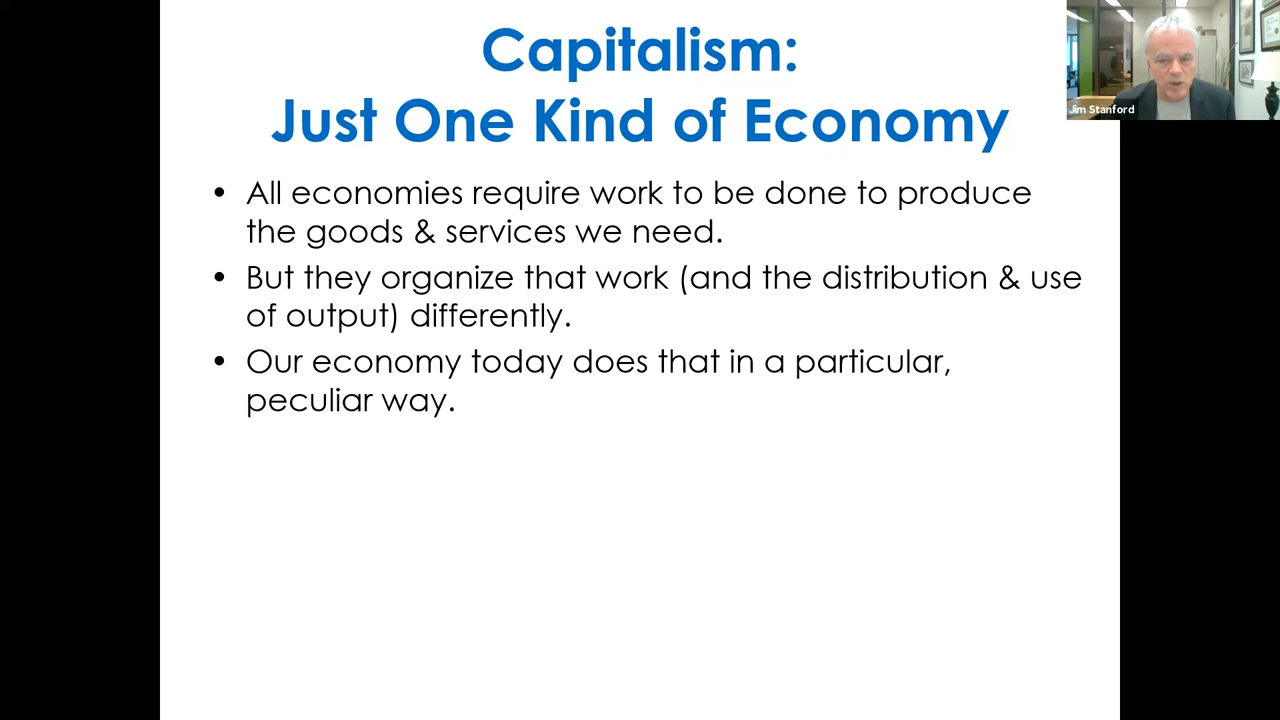 Capitalism:
Just One Kind of Economy
• All economies require work to be done to produce
the goods & services we need.
• But they organize that work (and the distribution & use
of output) differently.
• Our economy today does that in a particular,
peculiar way.
Jim Stanford